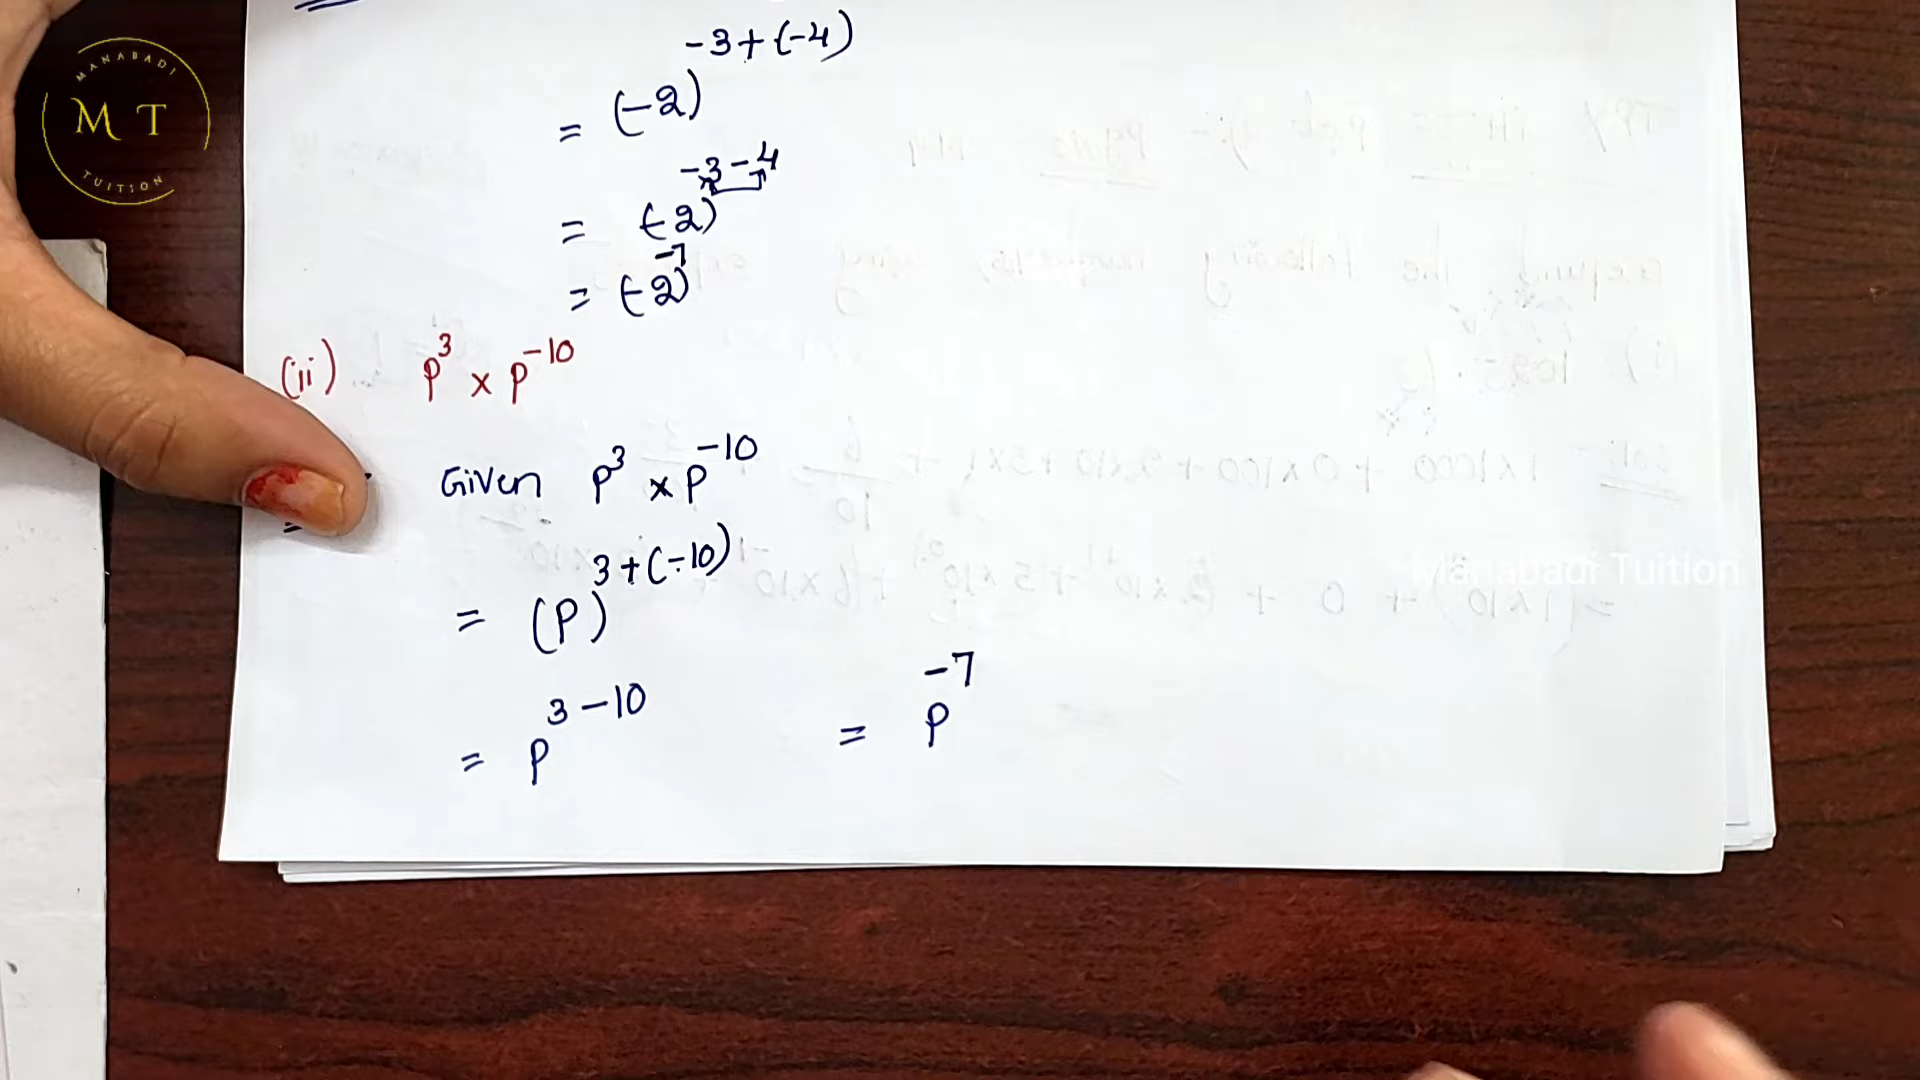 MANABADI
M T
TUITION
= (-2)^{-3+(-4)}
= (-2)^{-3-4}
= (-2)^{-7}
(ii) P^3 x P^{-10}
Given P^3 x P^{-10}
= (P)^{3+(-10)}
= P^{3-10} = P^{-7}
Manabadi Tuition